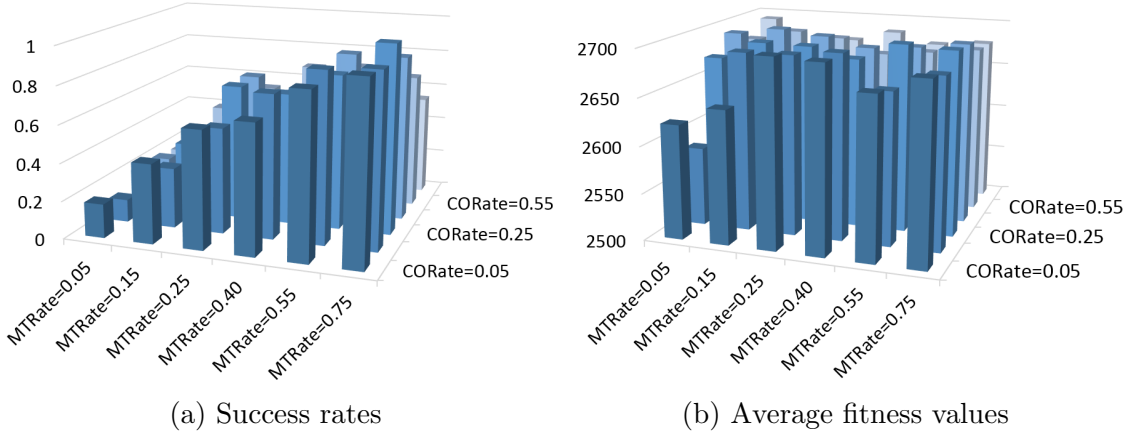 1
0.8
0.6
0.4
0.2
0
MTRate=0.05
MTRate=0.15
MTRate=0.25
MTRate=0.40
MTRate=0.55
MTRate=0.75
CORate=0.55
CORate=0.25
CORate=0.05
(a) Success rates
2700
2650
2600
2550
2500
MTRate=0.05
MTRate=0.15
MTRate=0.25
MTRate=0.40
MTRate=0.55
MTRate=0.75
CORate=0.55
CORate=0.25
CORate=0.05
(b) Average fitness values